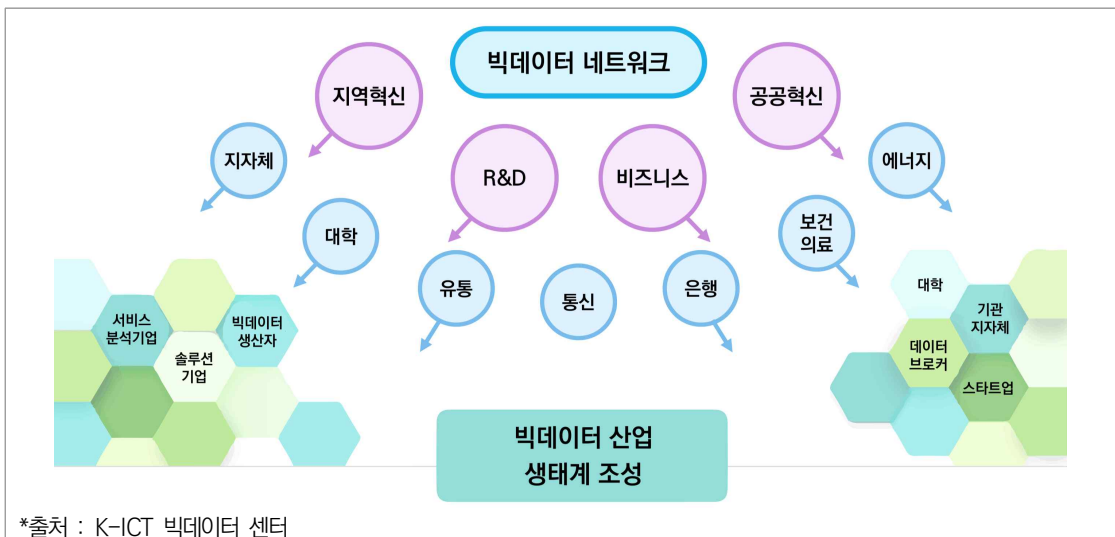 빅데이터 네트워크
지역혁신
공공혁신
지자체
에너지
R&D
비즈니스
대학
보건
의료
유통
통신
은행
서비스
분석기업
솔루션
기업
빅데이터
생산자
대학
기관
지자체
데이터
브로커
스타트업
빅데이터 산업
생태계 조성
*출처 : K-ICT 빅데이터 센터